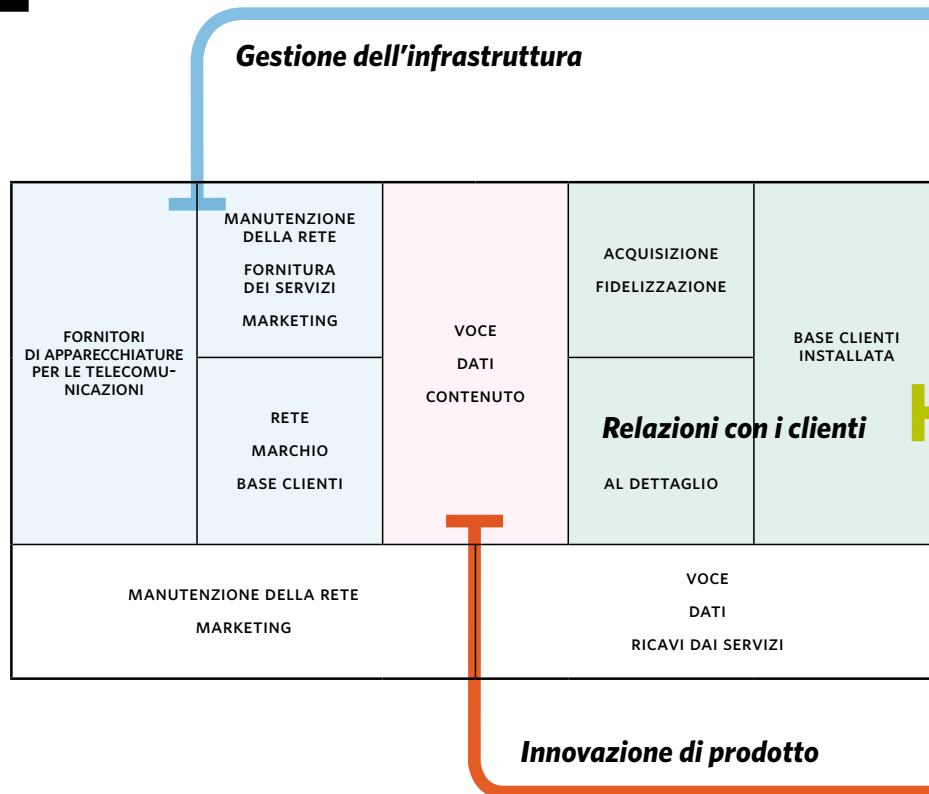 Gestione dell'infrastruttura
FORNITORI
DI APPARECCHIATURE
PER LE TELECOMU-
NICAZIONI
MANUTENZIONE
DELLA RETE
FORNITURA
DEI SERVIZI
MARKETING
RETE
MARCHIO
BASE CLIENTI
VOCE
DATI
CONTENUTO
ACQUISIZIONE
FIDELIZZAZIONE
Relazioni con i clienti
AL DETTAGLIO
BASE CLIENTI
INSTALLATA
MANUTENZIONE DELLA RETE
MARKETING
VOCE
DATI
RICAVI DAI SERVIZI
Innovazione di prodotto